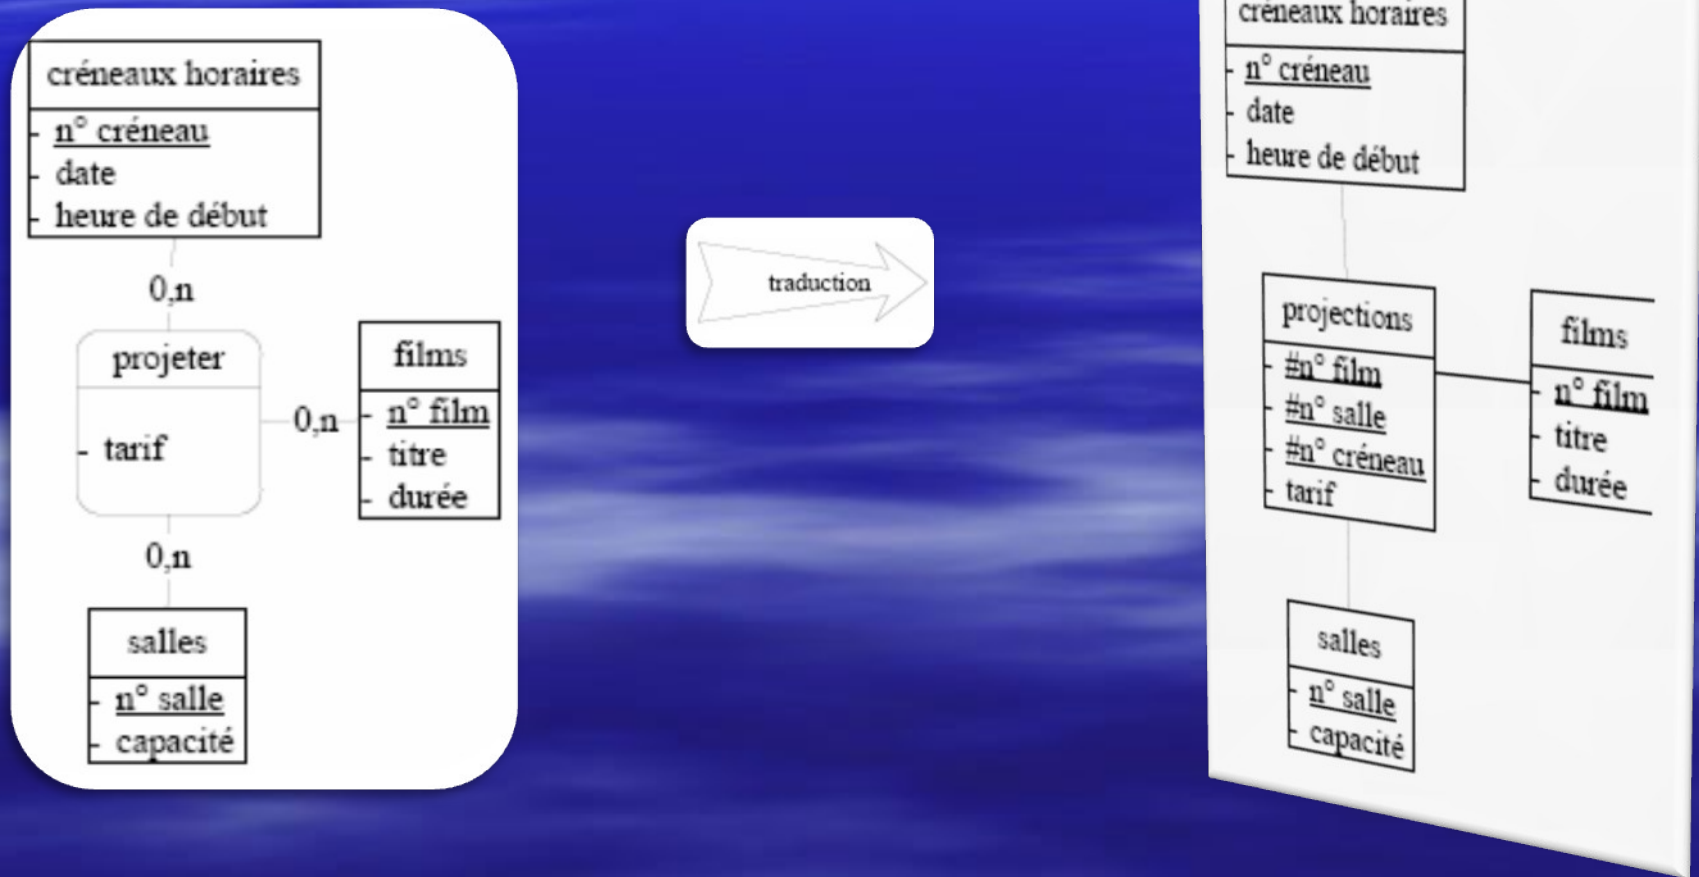 créneaux horaires
- n° créneau
- date
- heure de début
0,n
projeter
- tarif
0,n
films
- n° film
- titre
- durée
0,n
salles
- n° salle
- capacité
traduction
créneaux horaires
- n° créneau
- date
- heure de début
projections
- #n° film
- #n° salle
- #n° créneau
- tarif
films
- n° film
- titre
- durée
salles
- n° salle
- capacité